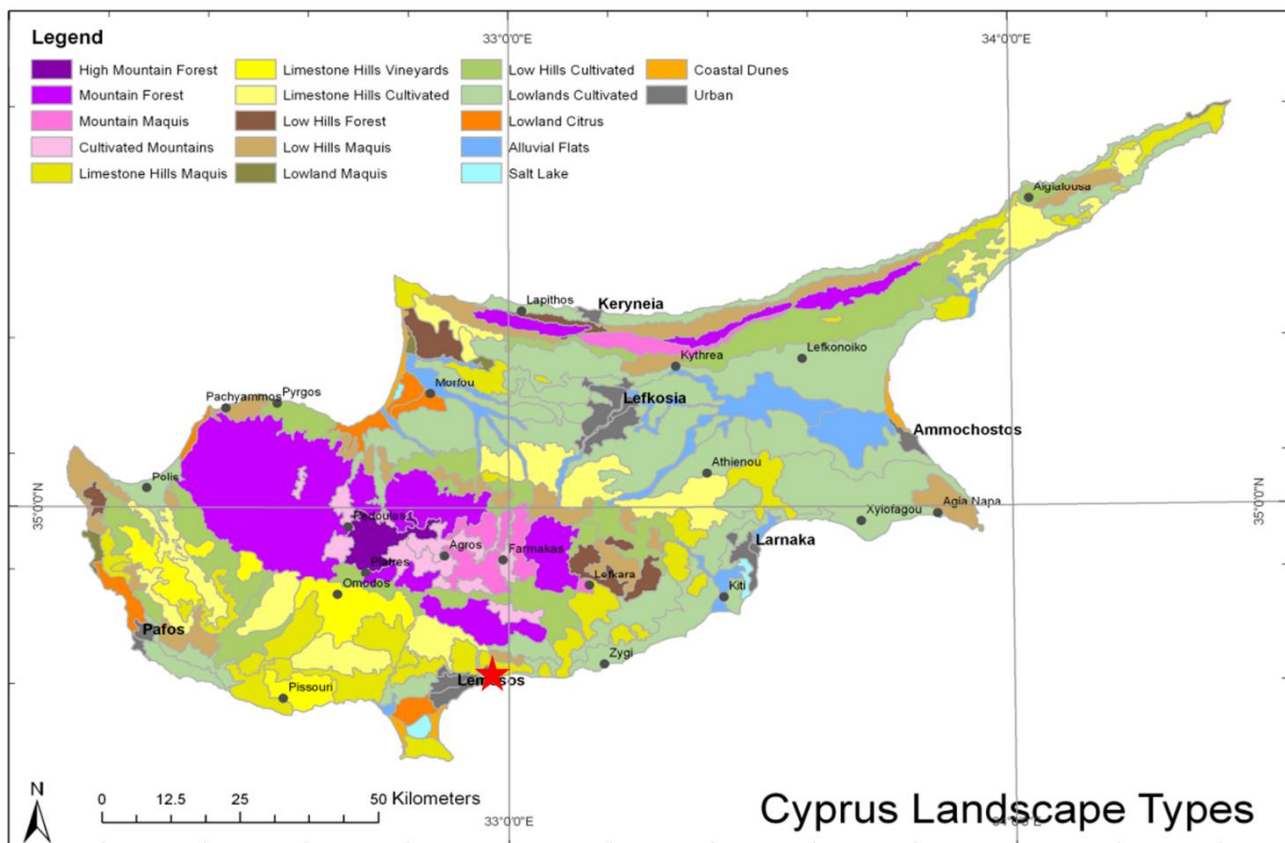 33°0'0"E
34°0'0"E
Legend
High Mountain Forest
Mountain Forest
Mountain Maquis
Cultivated Mountains
Limestone Hills Maquis
Limestone Hills Vineyards
Limestone Hills Cultivated
Low Hills Forest
Low Hills Maquis
Lowland Maquis
Low Hills Cultivated
Lowlands Cultivated
Lowland Citrus
Alluvial Flats
Salt Lake
Coastal Dunes
Urban
Aigialousa
Lapithos
Keryneia
Kythrea
Lefkonoiko
Morfou
Lefkosia
Pachyammos
Pyrgos
Ammochostos
Athienou
Polis
35°0'0"N
35°0'0"N
Pedoulas
Xyiofagou
Agia Napa
Larnaka
Agros
Farmakas
Platres
Omodos
Lefkara
Kiti
Pafos
Zygi
Pissouri
N
0 12.5 25 50 Kilometers
33°0'0"E
34°0'0"E
Cyprus Landscape Types